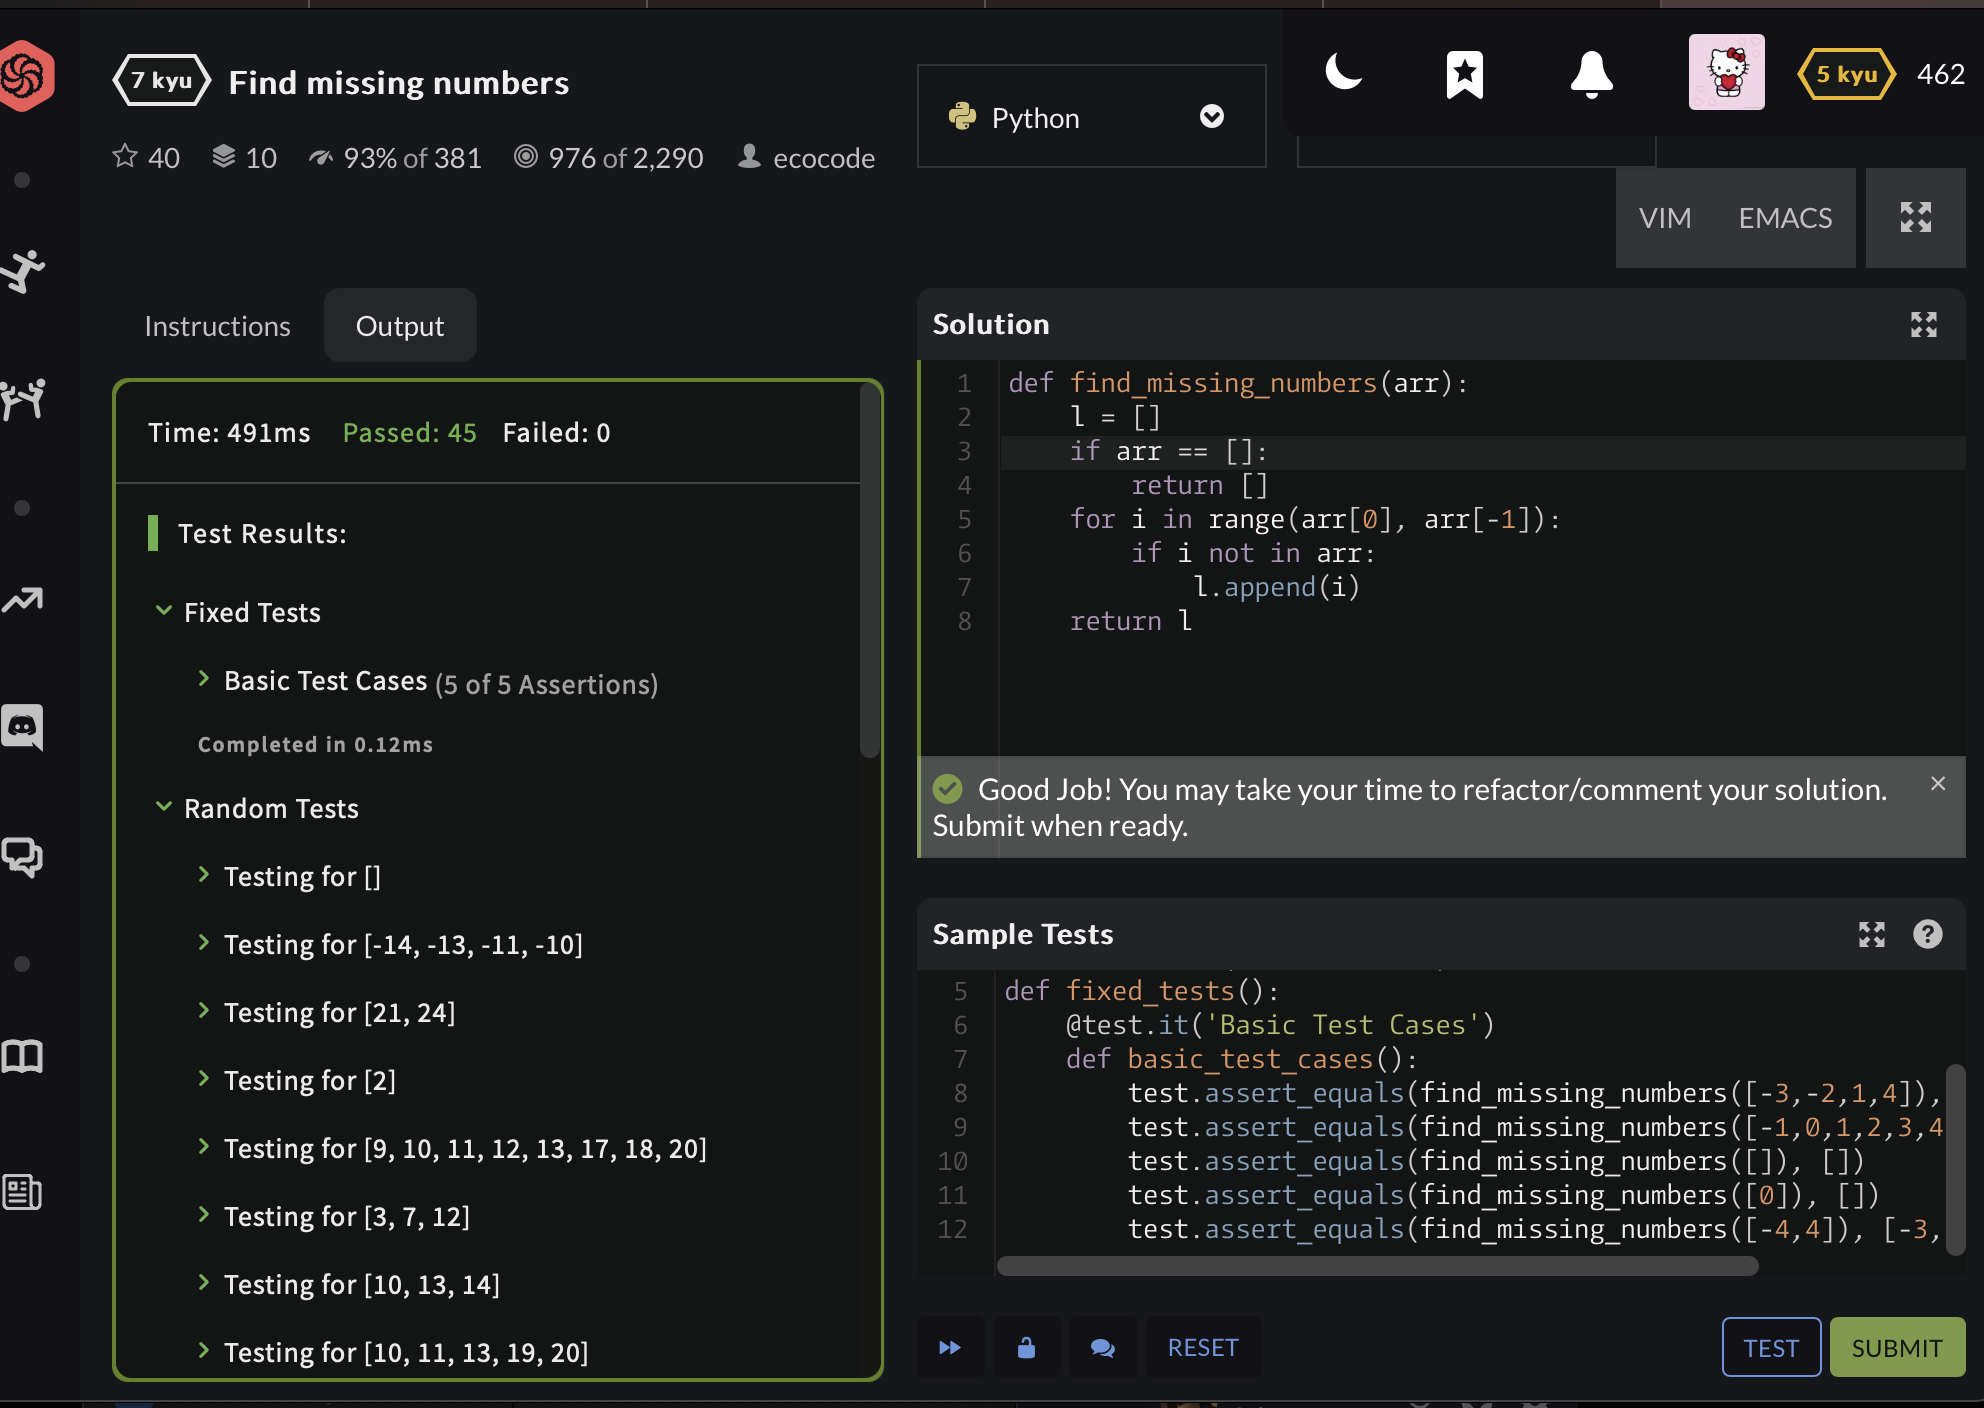 7 kyu Find missing numbers
40 10 93% of 381 976 of 2,290 ecocode
Python
5 kyu 462
VIM EMACS
Instructions Output
Time: 491ms Passed: 45 Failed: 0
Test Results:
Fixed Tests
Basic Test Cases (5 of 5 Assertions)
Completed in 0.12ms
Random Tests
Testing for []
Testing for [-14, -13, -11, -10]
Testing for [21, 24]
Testing for [2]
Testing for [9, 10, 11, 12, 13, 17, 18, 20]
Testing for [3, 7, 12]
Testing for [10, 13, 14]
Testing for [10, 11, 13, 19, 20]
Solution
1 def find_missing_numbers(arr):
2     l = []
3     if arr == []:
4         return []
5     for i in range(arr[0], arr[-1]):
6         if i not in arr:
7             l.append(i)
8     return l
Good Job! You may take your time to refactor/comment your solution.
Submit when ready.
Sample Tests
5 def fixed_tests():
6     @test.it('Basic Test Cases')
7     def basic_test_cases():
8         test.assert_equals(find_missing_numbers([-3,-2,1,4]),
9         test.assert_equals(find_missing_numbers([-1,0,1,2,3,4
10         test.assert_equals(find_missing_numbers([]), [])
11         test.assert_equals(find_missing_numbers([0]), [])
12         test.assert_equals(find_missing_numbers([-4,4]), [-3,
RESET
TEST SUBMIT